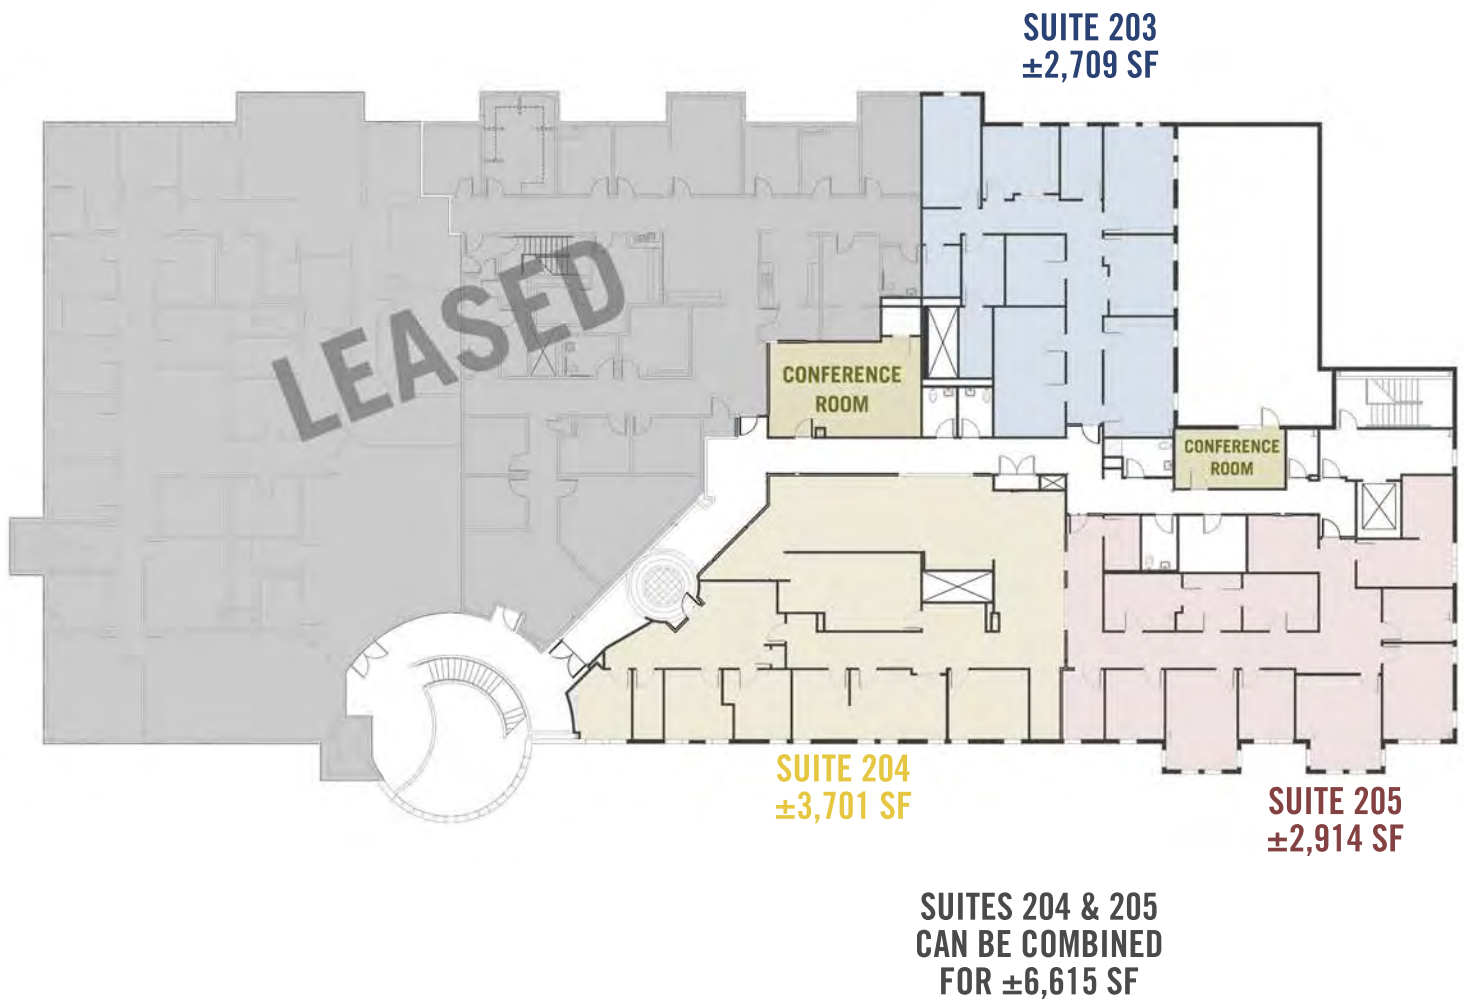 SUITE 203
±2,709 SF
LEASED
CONFERENCE
ROOM
CONFERENCE
ROOM
SUITE 204
±3,701 SF
SUITE 205
±2,914 SF
SUITES 204 & 205
CAN BE COMBINED
FOR ±6,615 SF